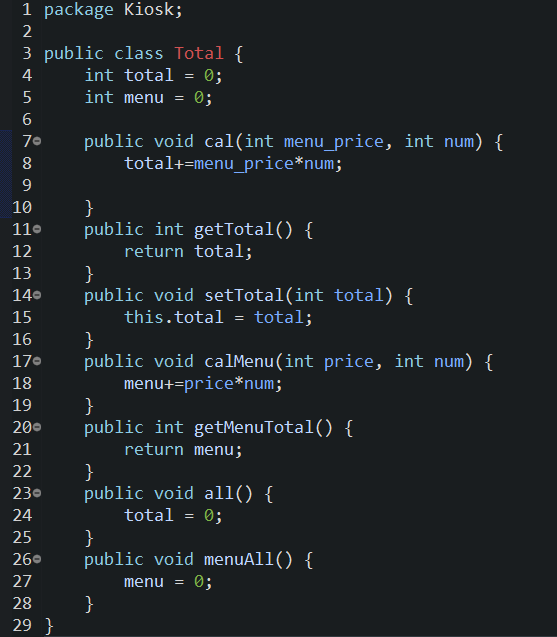 1 package Kiosk;
2
3 public class Total {
4     int total = 0;
5     int menu = 0;
6
7     public void cal(int menu_price, int num) {
8         total+=menu_price*num;
9
10     }
11     public int getTotal() {
12         return total;
13     }
14     public void setTotal(int total) {
15         this.total = total;
16     }
17     public void calMenu(int price, int num) {
18         menu+=price*num;
19     }
20     public int getMenuTotal() {
21         return menu;
22     }
23     public void all() {
24         total = 0;
25     }
26     public void menuAll() {
27         menu = 0;
28     }
29 }